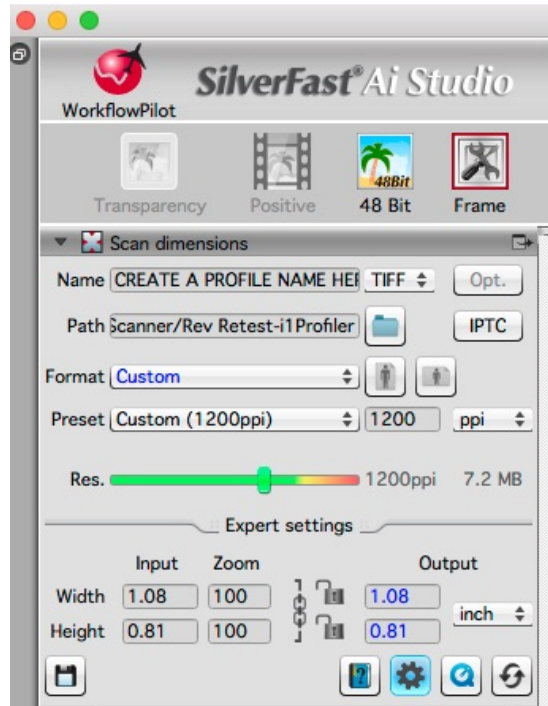 SilverFast®Ai Studio
WorkflowPilot
48Bit
Transparency Positive 48 Bit Frame
Scan dimensions
Name CREATE A PROFILE NAME HEF TIFF Opt.
Path Scanner/Rev Retest-i1Profiler IPTC
Format Custom
Preset Custom (1200ppi) 1200 ppi
Res. 1200ppi 7.2 MB
Expert settings
Input Zoom Output
Width 1.08 100 1.08
inch
Height 0.81 100 0.81
?